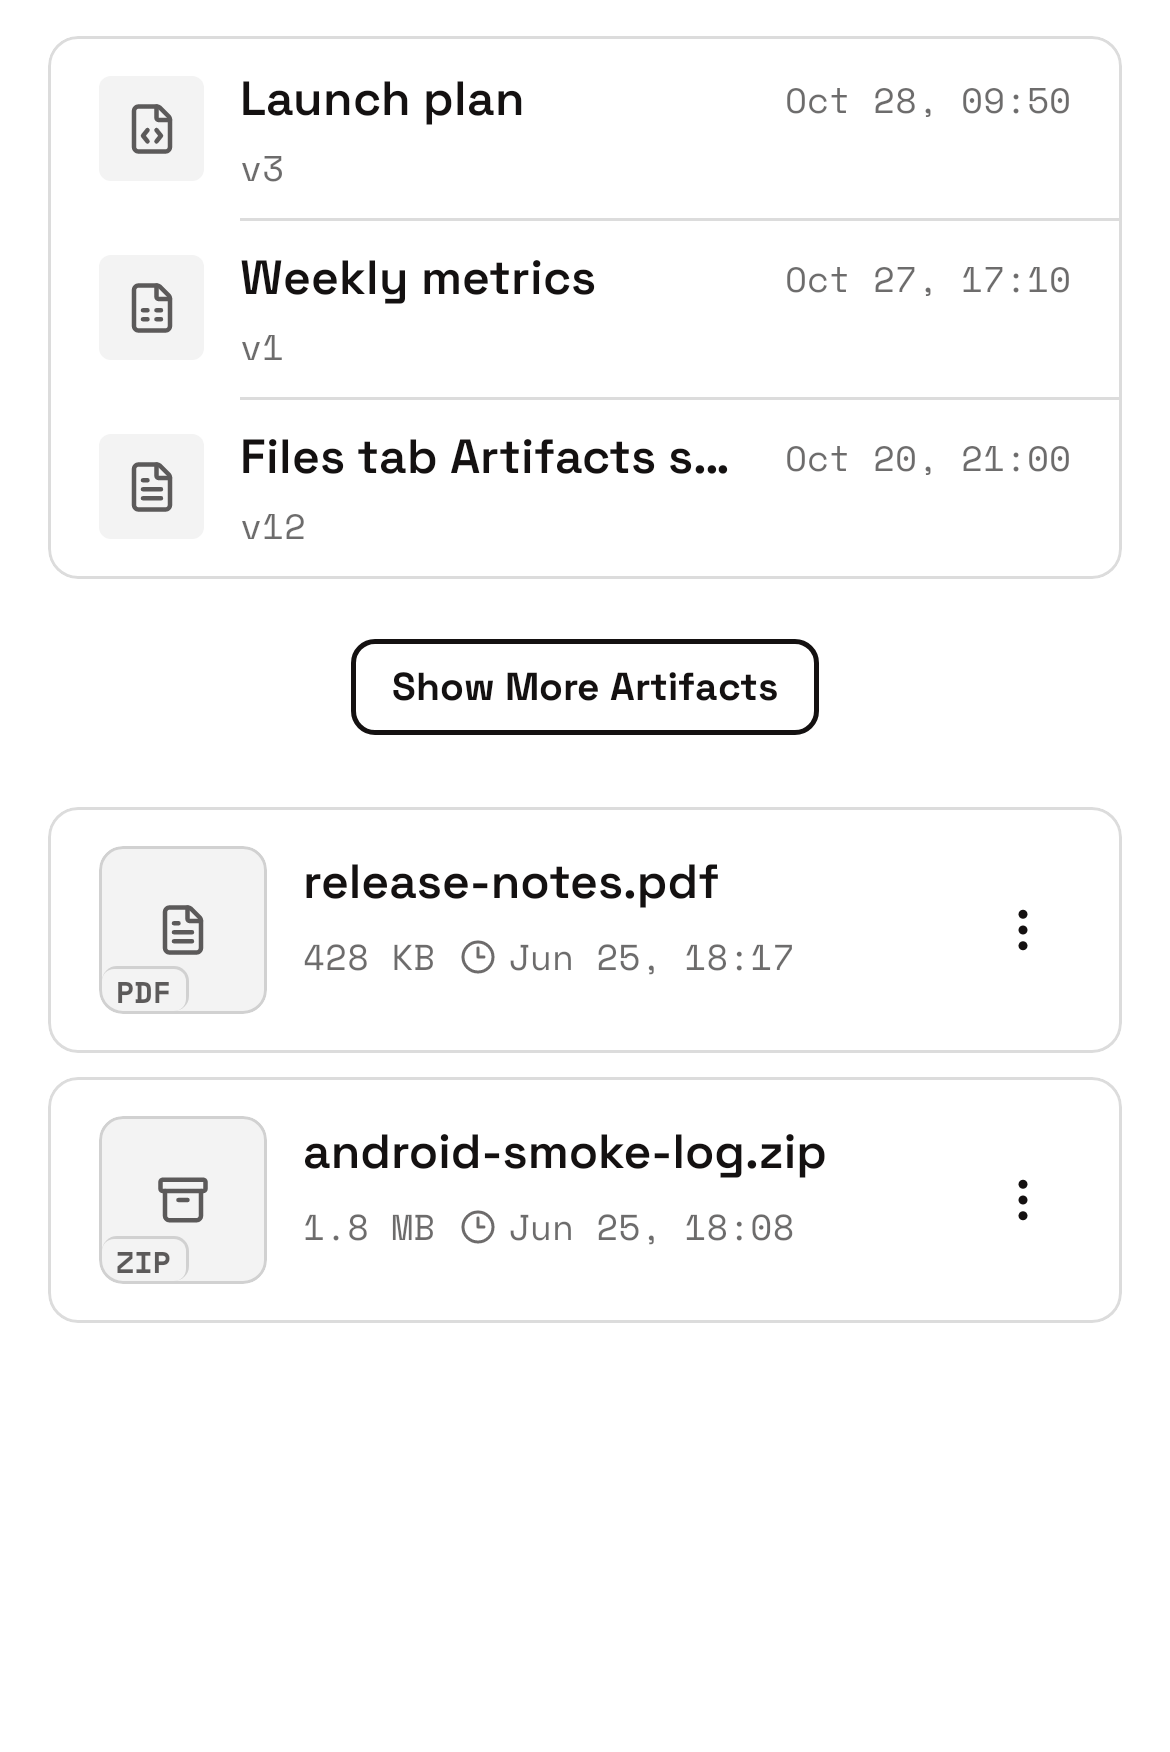 Launch plan
Oct 28, 09:50
v3
Weekly metrics
Oct 27, 17:10
v1
Files tab Artifacts s…
Oct 20, 21:00
v12
Show More Artifacts
release-notes.pdf
428 KB Jun 25, 18:17
PDF
android-smoke-log.zip
1.8 MB Jun 25, 18:08
ZIP